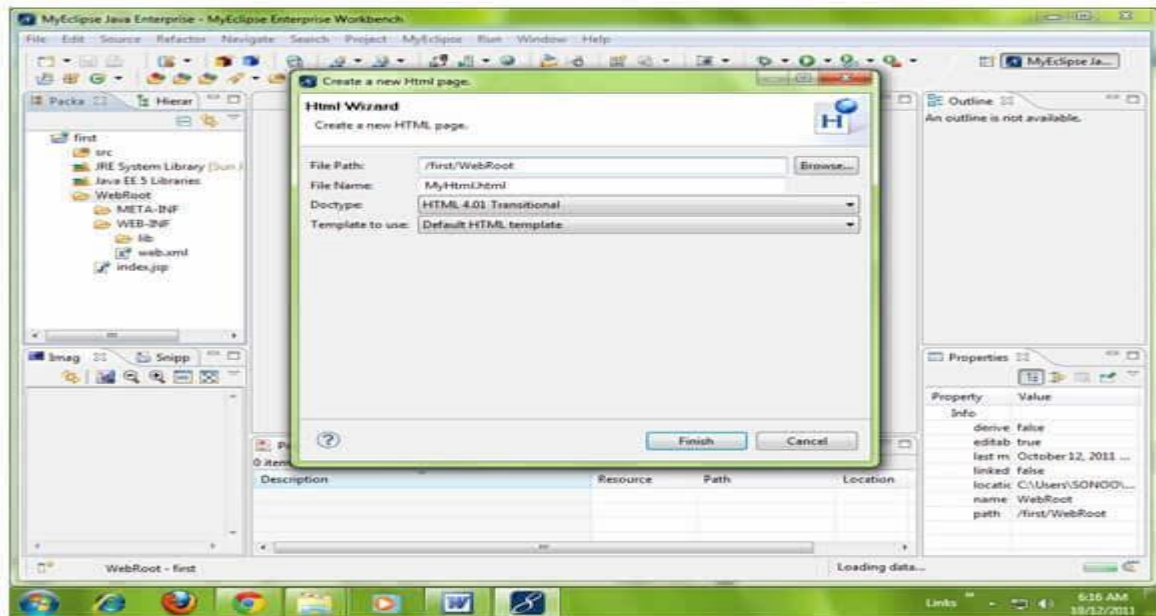 MyEclipse Java Enterprise - MyEclipse Enterprise Workbench
File Edit Source Refactor Navigate Search Project MyEclipse Run Window Help
MyEclipse Ja...
Packa
Hierar
first
src
JRE System Library [Sun J
Java EE 5 Libraries
WebRoot
META-INF
WEB-INF
lib
web.xml
index.jsp
Create a new Html page.
Html Wizard
Create a new HTML page.
File Path: /first/WebRoot Browse...
File Name: MyHtml.html
Doctype: HTML 4.01 Transitional
Template to use: Default HTML template
Finish Cancel
Outline
An outline is not available.
Imag
Snipp
0 item
Description Resource Path Location
Properties
Property Value
Info
derive false
editab true
last m October 12, 2011 ...
linked false
locatic C:\Users\SONOO\...
name WebRoot
path /first/WebRoot
WebRoot - first
Loading data...
Links
6:16 AM
10/12/2011